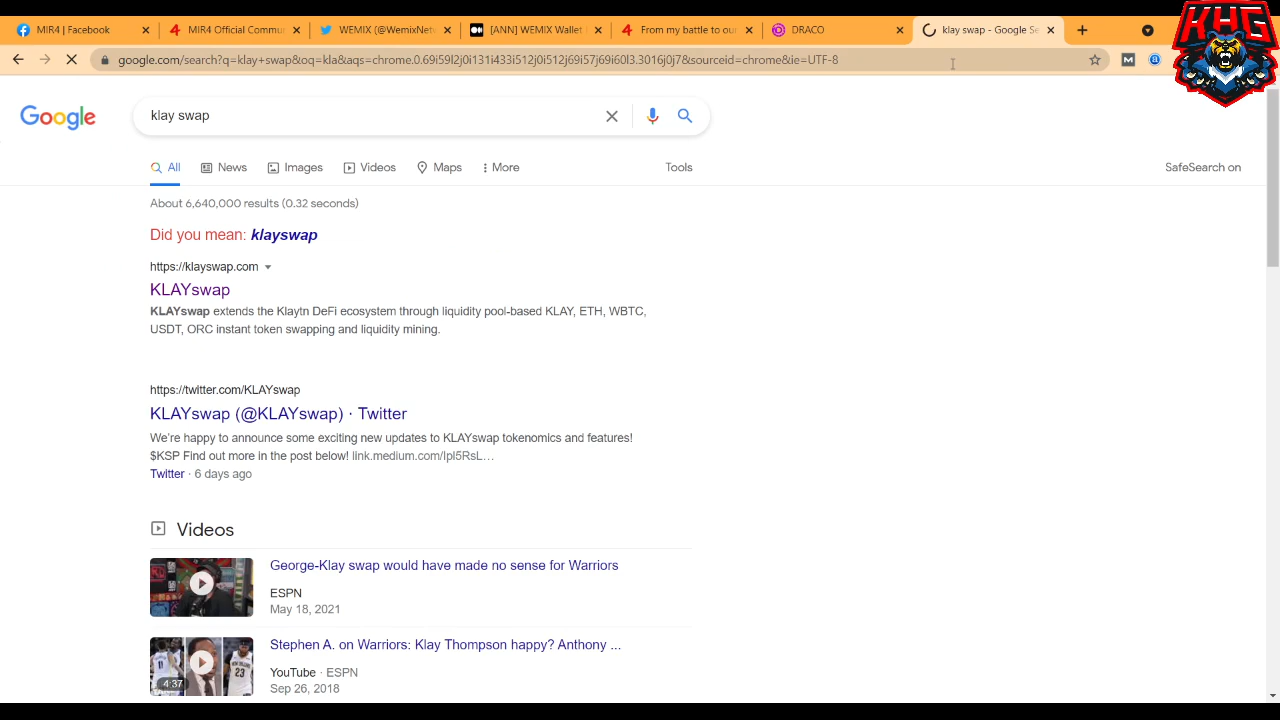 MIR4 | Facebook
MIR4 Official Commu
WEMIX (@WemixNet
[ANN] WEMIX Wallet
From my battle to our
DRACO
klay swap - Google Se
KHG
google.com/search?q=klay+swap&oq=kla&aqs=chrome.0.69i59l2j0i131i433i512j0i512j69i57j69i60l3.3016j0j7&sourceid=chrome&ie=UTF-8
Google
klay swap
All
News
Images
Videos
Maps
More
Tools
SafeSearch on
About 6,640,000 results (0.32 seconds)
Did you mean: klayswap
https://klayswap.com
KLAYswap
KLAYswap extends the Klaytn DeFi ecosystem through liquidity pool-based KLAY, ETH, WBTC,
USDT, ORC instant token swapping and liquidity mining.
https://twitter.com/KLAYswap
KLAYswap (@KLAYswap) · Twitter
We're happy to announce some exciting new updates to KLAYswap tokenomics and features!
$KSP Find out more in the post below! link.medium.com/lpl5RsL…
Twitter · 6 days ago
Videos
George-Klay swap would have made no sense for Warriors
ESPN
May 18, 2021
Stephen A. on Warriors: Klay Thompson happy? Anthony ...
YouTube · ESPN
Sep 26, 2018
4:37
23